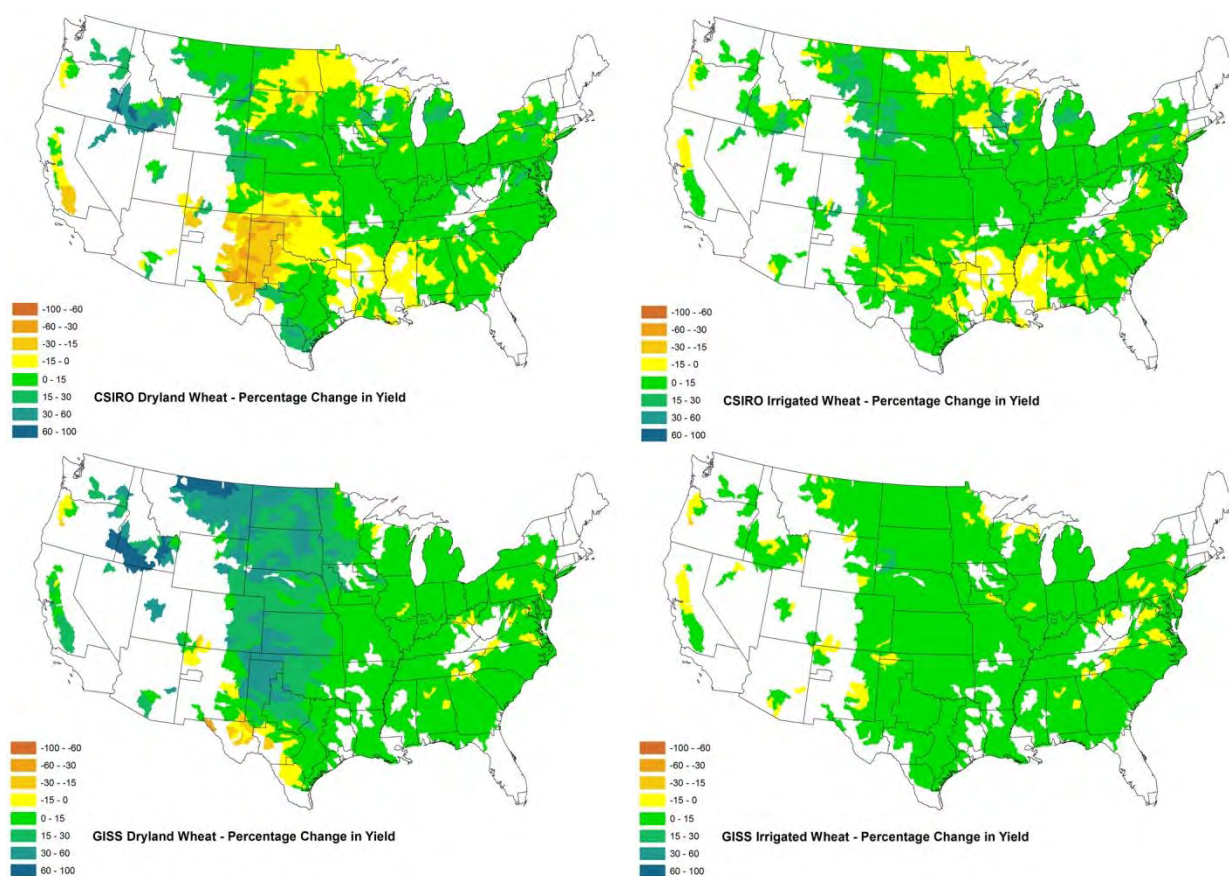 -100 - -60
-60 - -30
-30 - -15
-15 - 0
0 - 15
15 - 30
30 - 60
60 - 100
CSIRO Dryland Wheat - Percentage Change in Yield
-100 - -60
-60 - -30
-30 - -15
-15 - 0
0 - 15
15 - 30
30 - 60
60 - 100
CSIRO Irrigated Wheat - Percentage Change in Yield
-100 - -60
-60 - -30
-30 - -15
-15 - 0
0 - 15
15 - 30
30 - 60
60 - 100
GISS Dryland Wheat - Percentage Change in Yield
-100 - -60
-60 - -30
-30 - -15
-15 - 0
0 - 15
15 - 30
30 - 60
60 - 100
GISS Irrigated Wheat - Percentage Change in Yield